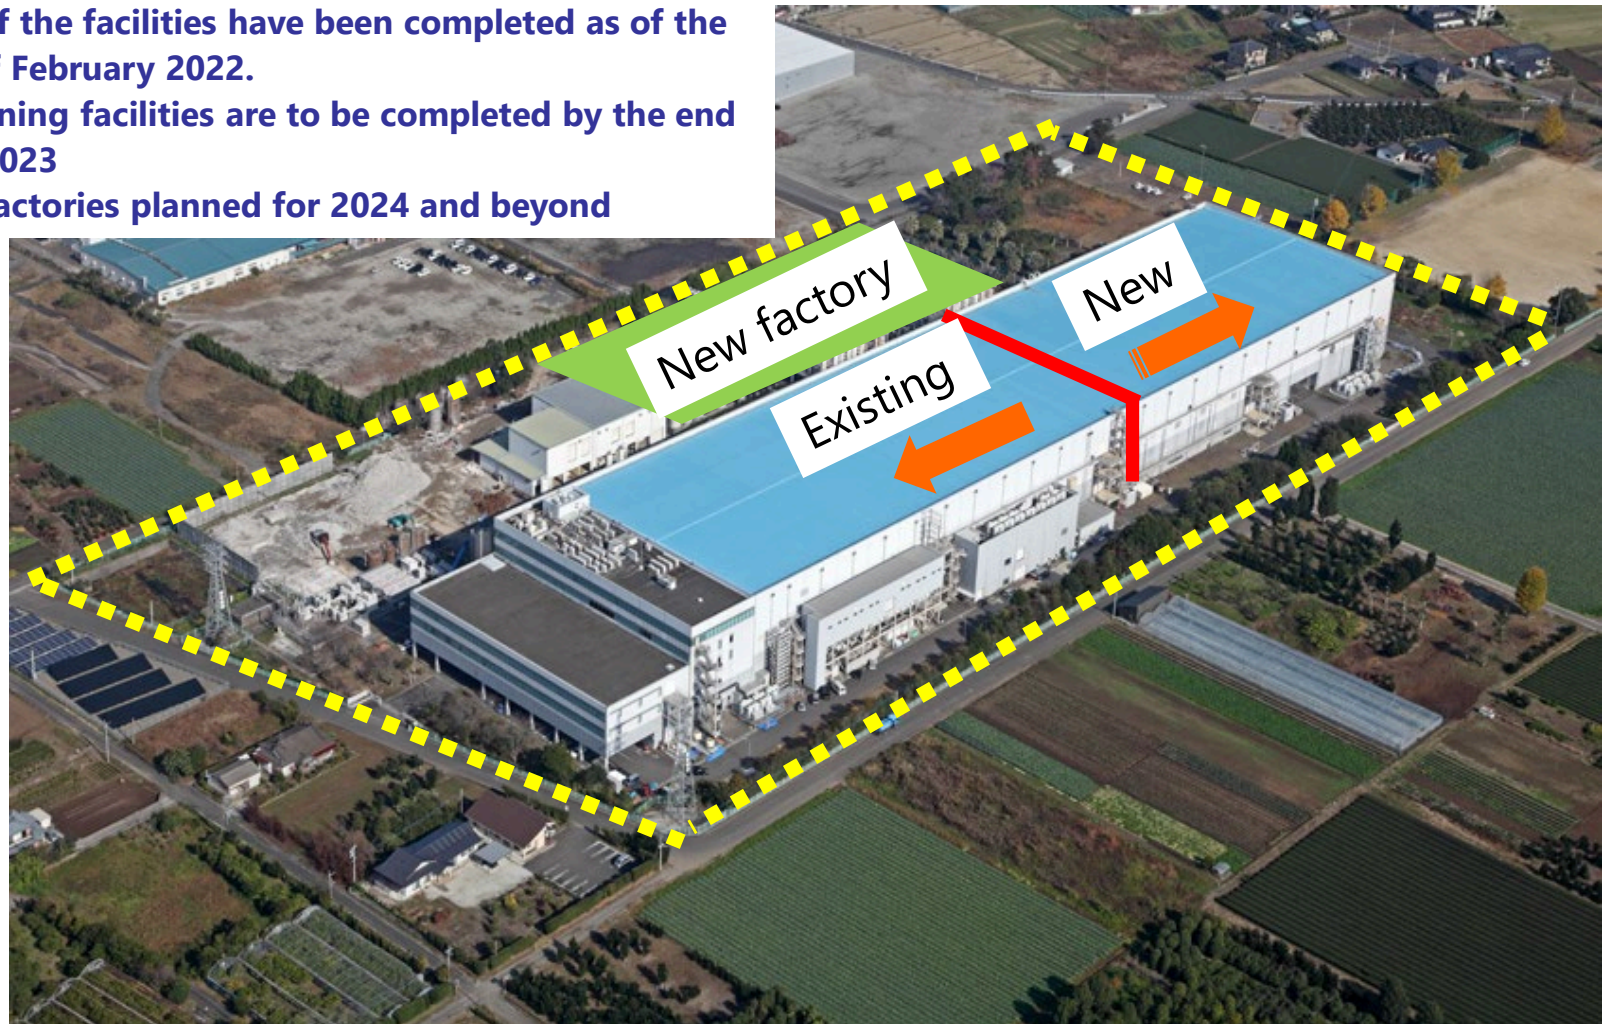 f the facilities have been completed as of the
February 2022.
ning facilities are to be completed by the end
023
actories planned for 2024 and beyond
New factory
New
Existing